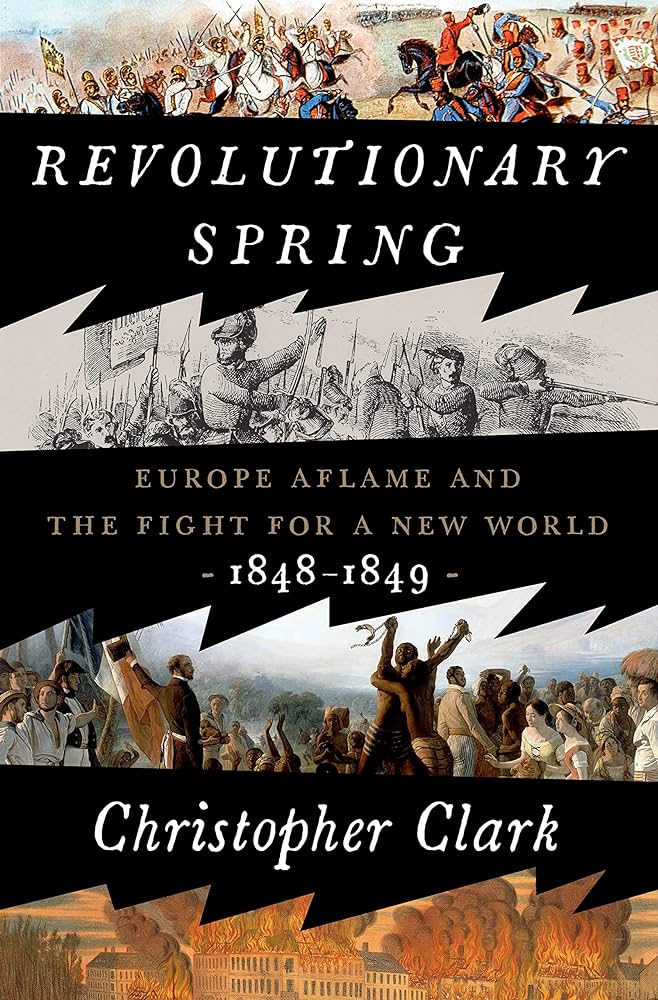 REVOLUTIONARY
SPRING
EUROPE AFLAME AND
THE FIGHT FOR A NEW WORLD
- 1848–1849 -
Christopher Clark